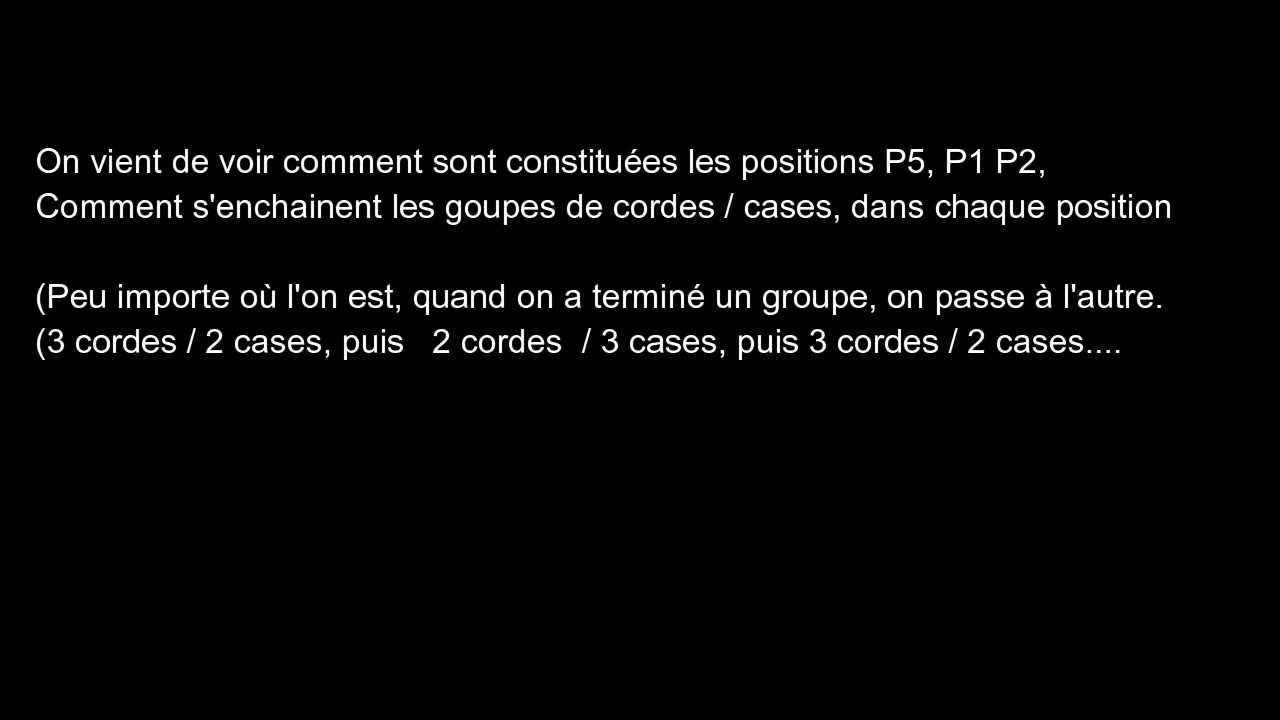 On vient de voir comment sont constituées les positions P5, P1 P2,
Comment s'enchainent les goupes de cordes / cases, dans chaque position
(Peu importe où l'on est, quand on a terminé un groupe, on passe à l'autre.
(3 cordes / 2 cases, puis   2 cordes  / 3 cases, puis 3 cordes / 2 cases....